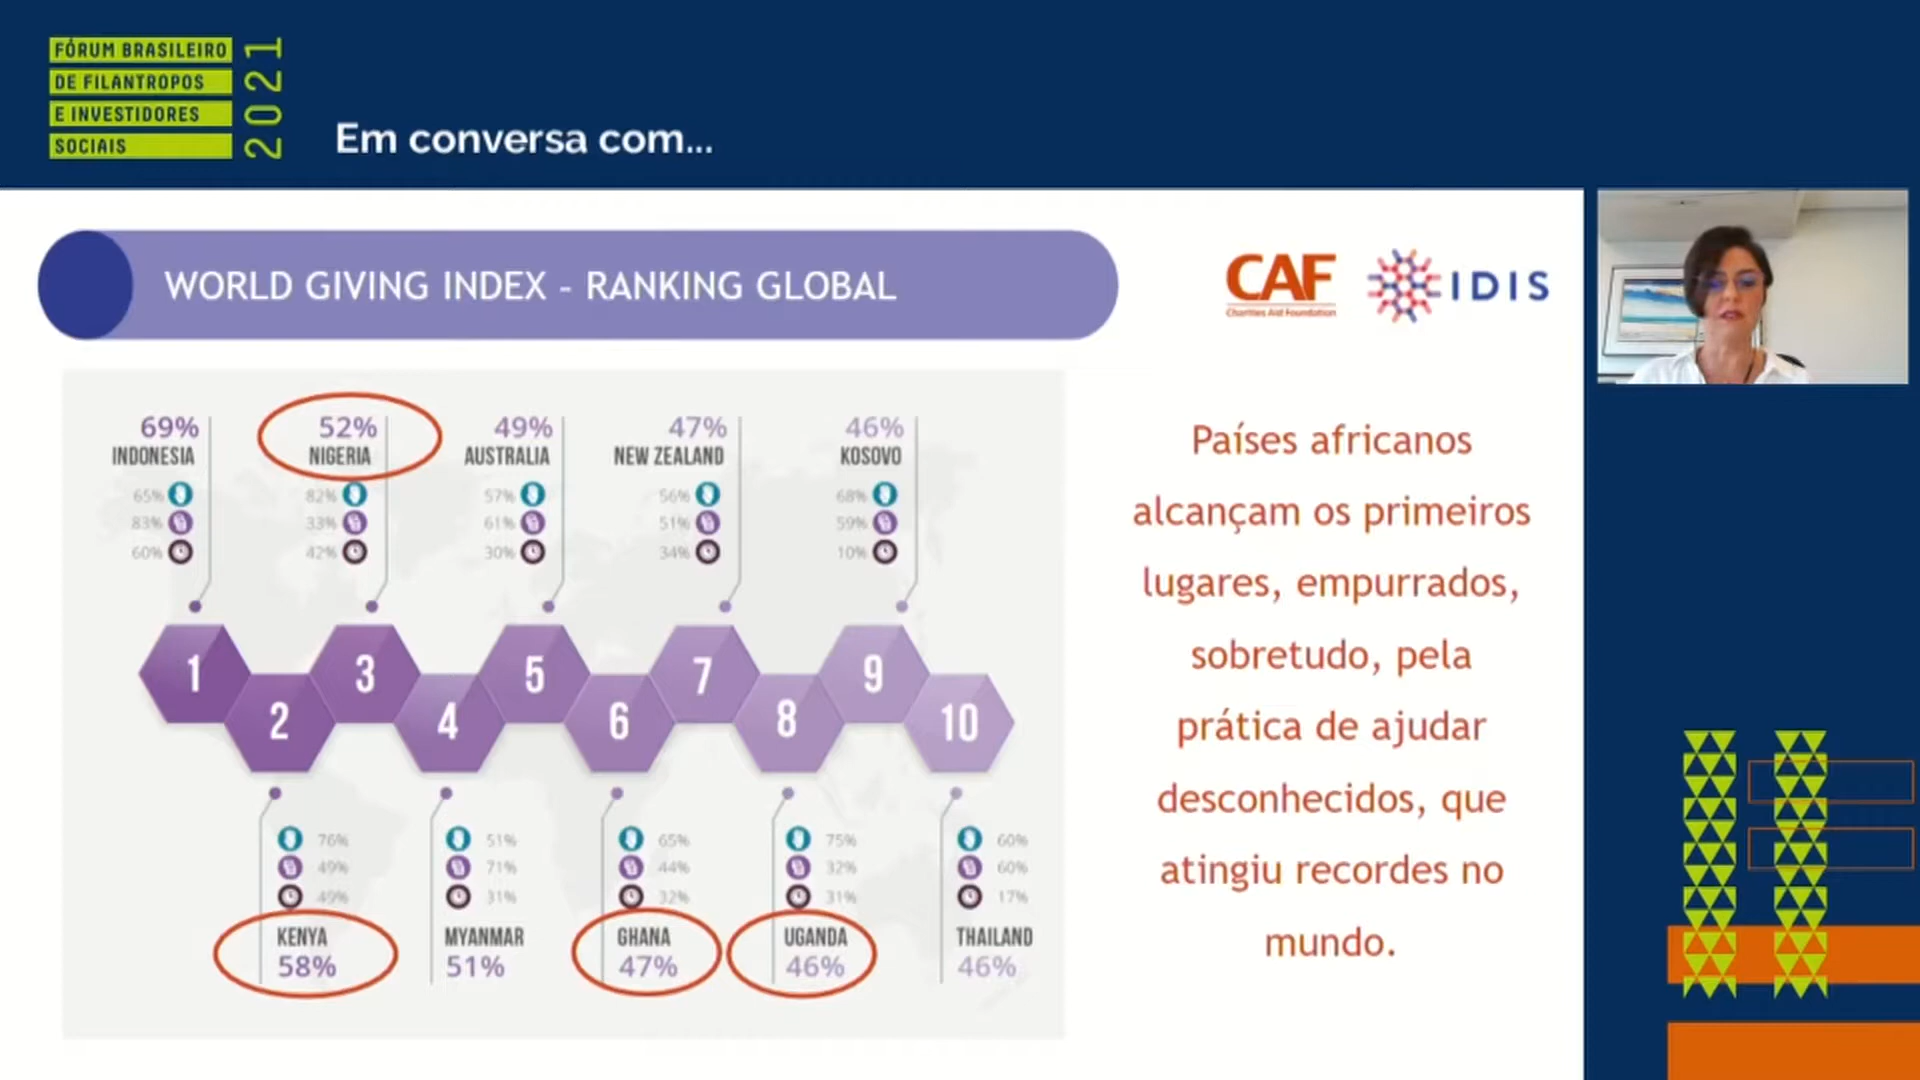 FÓRUM BRASILEIRO
DE FILANTROPOS
E INVESTIDORES
SOCIAIS
2021
Em conversa com...
WORLD GIVING INDEX - RANKING GLOBAL
CAF
Charities Aid Foundation
IDIS
69%
INDONESIA
65%
83%
60%
52%
NIGERIA
82%
33%
42%
49%
AUSTRALIA
57%
61%
30%
47%
NEW ZEALAND
56%
51%
34%
46%
KOSOVO
68%
59%
10%
1
2
3
4
5
6
7
8
9
10
76%
49%
49%
KENYA
58%
51%
71%
31%
MYANMAR
51%
65%
44%
32%
GHANA
47%
75%
32%
31%
UGANDA
46%
60%
60%
17%
THAILAND
46%
Países africanos
alcançam os primeiros
lugares, empurrados,
sobretudo, pela
prática de ajudar
desconhecidos, que
atingiu recordes no
mundo.